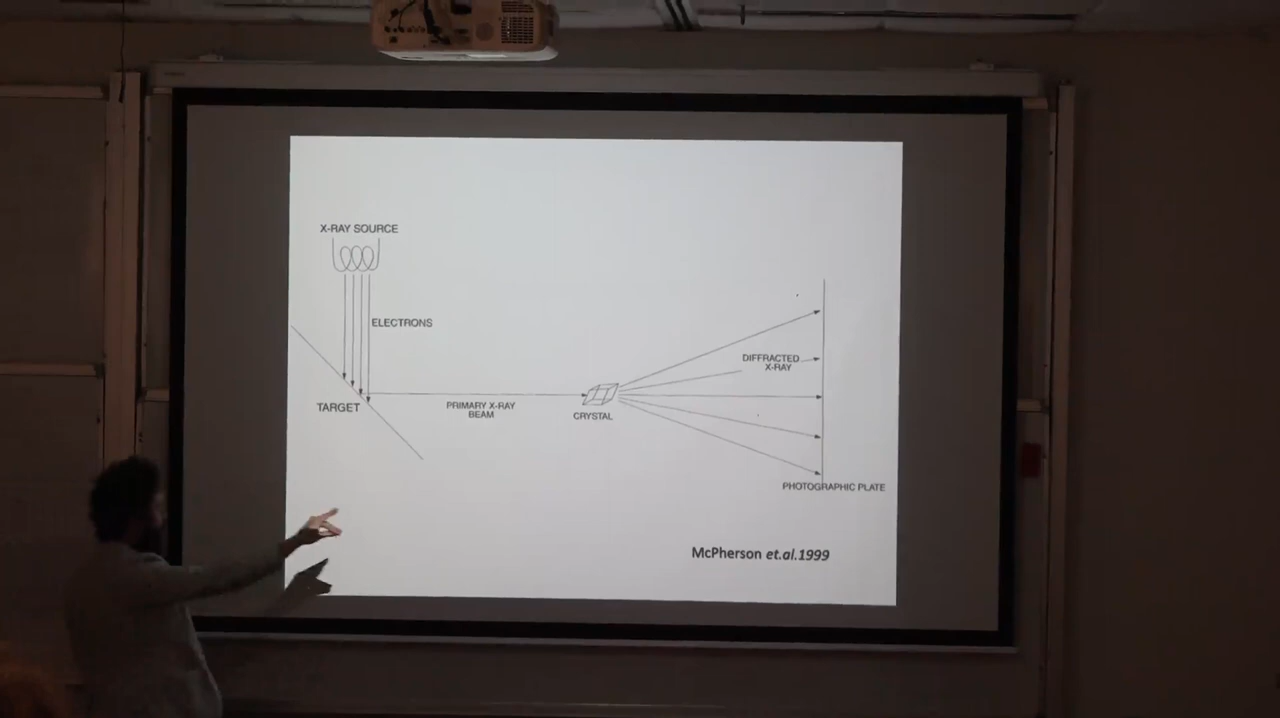 X-RAY SOURCE
ELECTRONS
TARGET
PRIMARY X-RAY
BEAM
CRYSTAL
DIFFRACTED
X-RAY
PHOTOGRAPHIC PLATE
McPherson et.al.1999